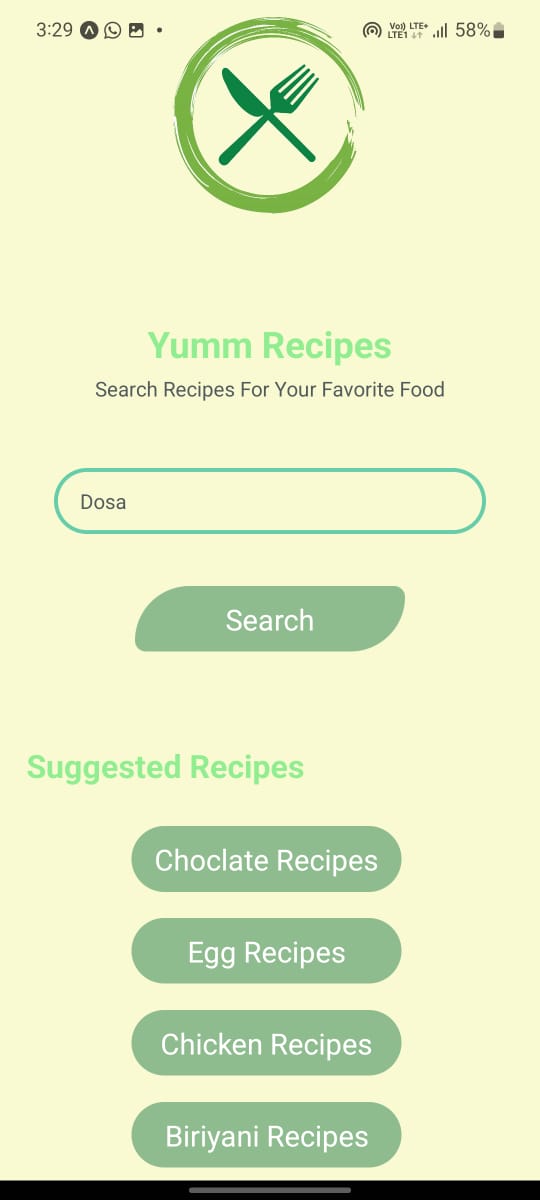 3:29
Vo)) LTE+
LTE1 ↓↑
58%
Yumm Recipes
Search Recipes For Your Favorite Food
Dosa
Search
Suggested Recipes
Choclate Recipes
Egg Recipes
Chicken Recipes
Biriyani Recipes